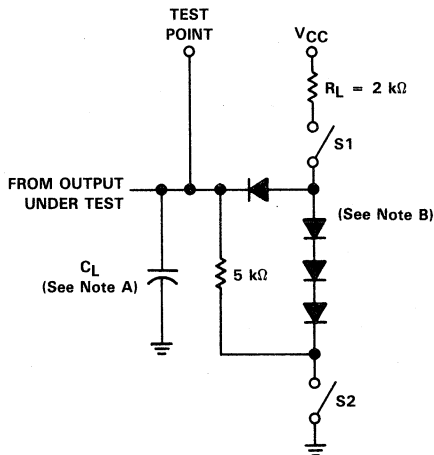 TEST
POINT
VCC
RL = 2 kΩ
S1
FROM OUTPUT
UNDER TEST
(See Note B)
CL
(See Note A)
5 kΩ
S2